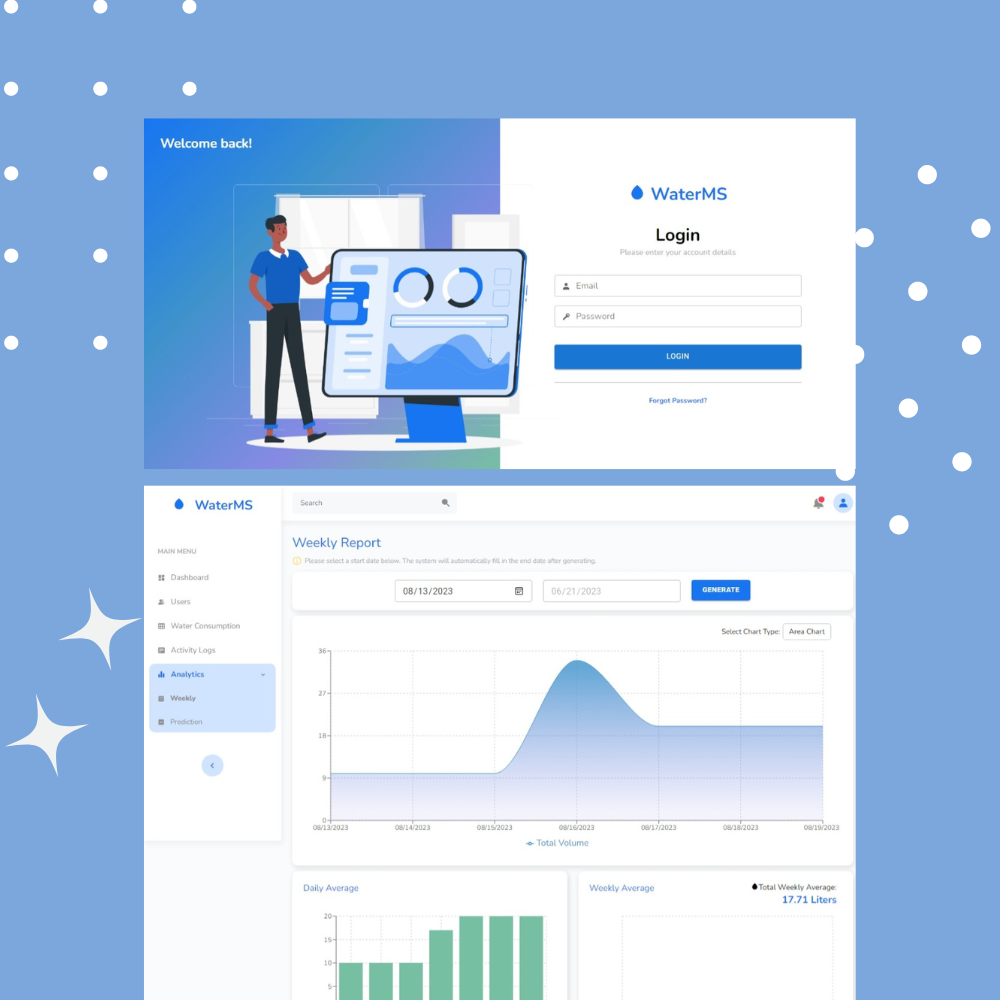 Welcome back!
WaterMS
Login
Please enter your account details
Email
Password
LOGIN
Forgot Password?
WaterMS
Search
MAIN MENU
Dashboard
Users
Water Consumption
Activity Logs
Analytics
Weekly
Prediction
Weekly Report
Please select a start date below. The system will automatically fill in the end date after generating.
08/13/2023
06/21/2023
GENERATE
Select Chart Type: Area Chart
36
27
18
9
0
08/13/2023 08/14/2023 08/15/2023 08/16/2023 08/17/2023 08/18/2023 08/19/2023
Total Volume
Daily Average
20
15
10
5
Weekly Average
Total Weekly Average:
17.71 Liters